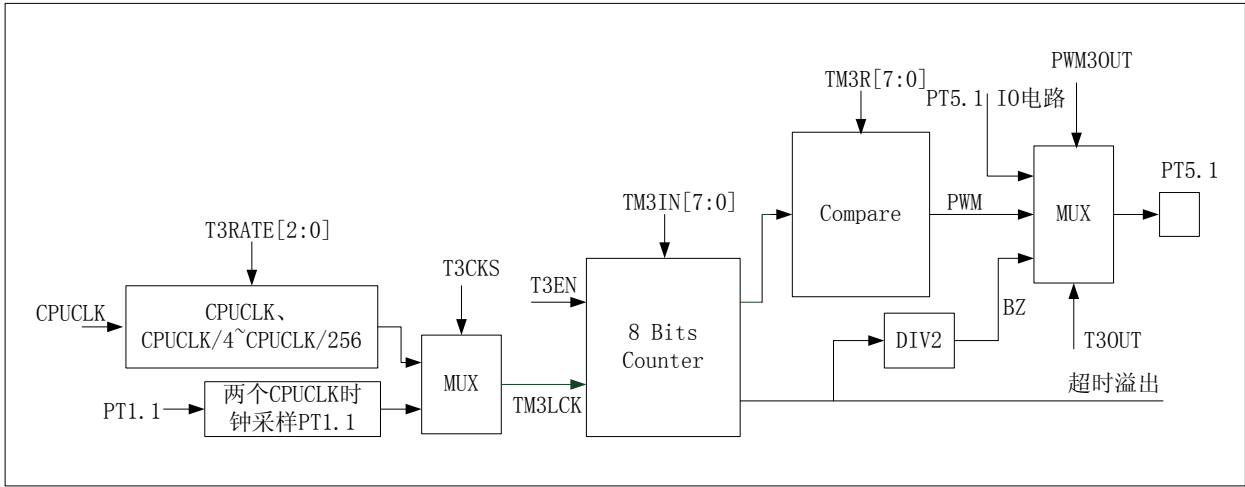 PWM3OUT
TM3R[7:0]
PT5.1 IO电路
PT5.1
TM3IN[7:0]
Compare
PWM
MUX
T3RATE[2:0]
T3CKS
T3EN
CPUCLK
CPUCLK、
CPUCLK/4~CPUCLK/256
8 Bits
Counter
BZ
DIV2
T3OUT
MUX
超时溢出
PT1.1
两个CPUCLK时
钟采样PT1.1
TM3LCK